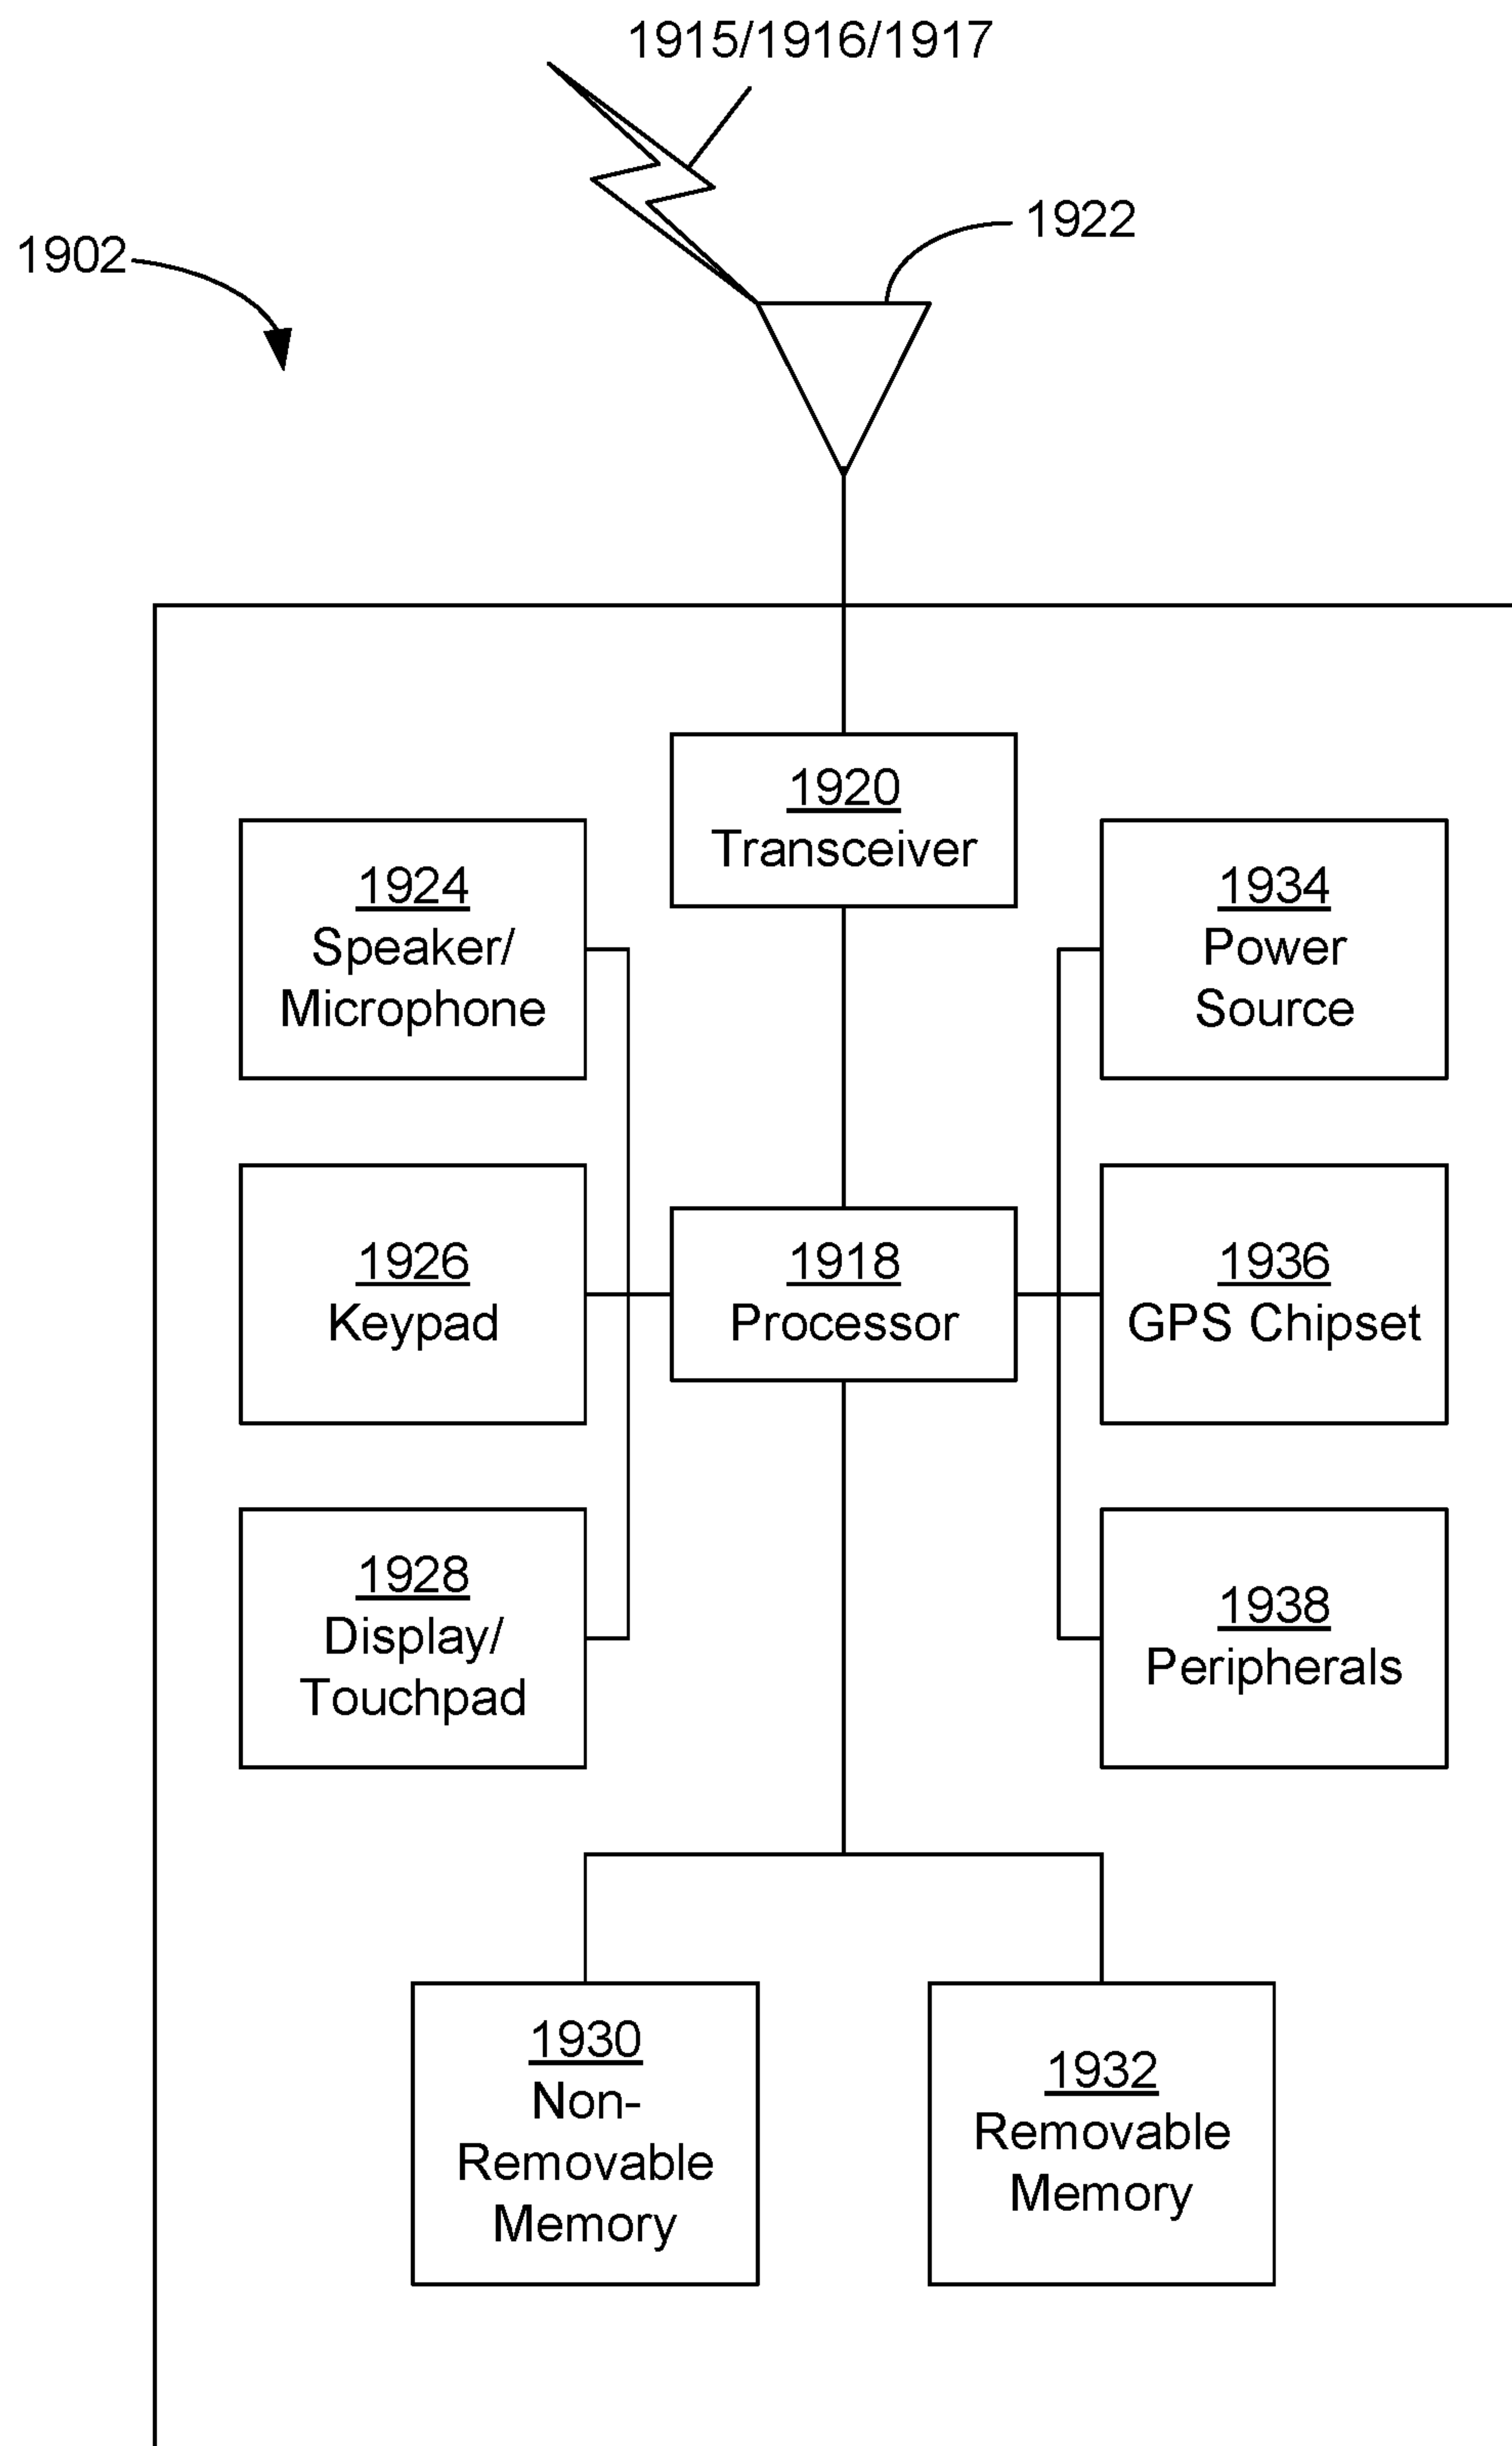 1915/1916/1917
1922
1902
1920
Transceiver
1924
Speaker/
Microphone
1934
Power
Source
1926
Keypad
1918
Processor
1936
GPS Chipset
1928
Display/
Touchpad
1938
Peripherals
1930
Non-
Removable
Memory
1932
Removable
Memory